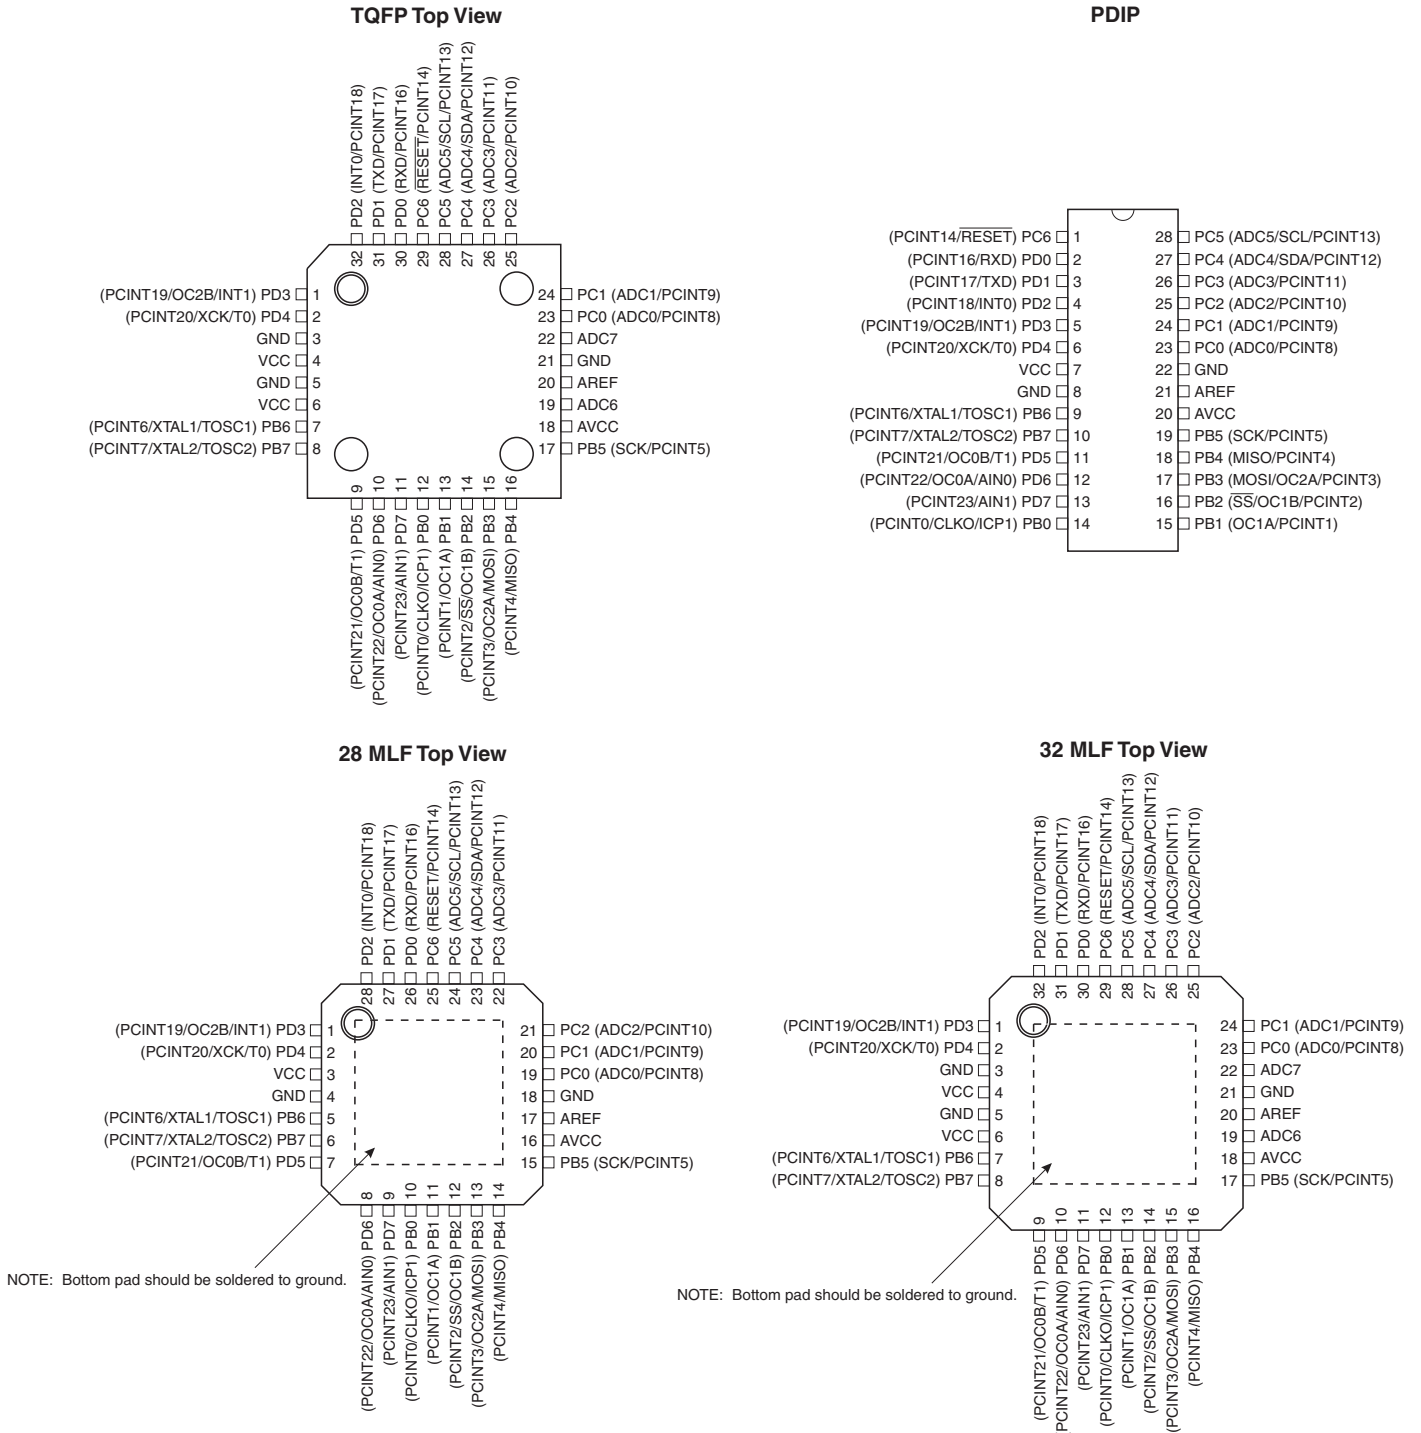 TQFP Top View
32 PD2 (INT0/PCINT18)
31 PD1 (TXD/PCINT17)
30 PD0 (RXD/PCINT16)
29 PC6 (RESET/PCINT14)
28 PC5 (ADC5/SCL/PCINT13)
27 PC4 (ADC4/SDA/PCINT12)
26 PC3 (ADC3/PCINT11)
25 PC2 (ADC2/PCINT10)
(PCINT19/OC2B/INT1) PD3 1
(PCINT20/XCK/T0) PD4 2
GND 3
VCC 4
GND 5
VCC 6
(PCINT6/XTAL1/TOSC1) PB6 7
(PCINT7/XTAL2/TOSC2) PB7 8
24 PC1 (ADC1/PCINT9)
23 PC0 (ADC0/PCINT8)
22 ADC7
21 GND
20 AREF
19 ADC6
18 AVCC
17 PB5 (SCK/PCINT5)
(PCINT21/OC0B/T1) PD5 9
(PCINT22/OC0A/AIN0) PD6 10
(PCINT23/AIN1) PD7 11
(PCINT0/CLKO/ICP1) PB0 12
(PCINT1/OC1A) PB1 13
(PCINT2/SS/OC1B) PB2 14
(PCINT3/OC2A/MOSI) PB3 15
(PCINT4/MISO) PB4 16
PDIP
(PCINT14/RESET) PC6 1
(PCINT16/RXD) PD0 2
(PCINT17/TXD) PD1 3
(PCINT18/INT0) PD2 4
(PCINT19/OC2B/INT1) PD3 5
(PCINT20/XCK/T0) PD4 6
VCC 7
GND 8
(PCINT6/XTAL1/TOSC1) PB6 9
(PCINT7/XTAL2/TOSC2) PB7 10
(PCINT21/OC0B/T1) PD5 11
(PCINT22/OC0A/AIN0) PD6 12
(PCINT23/AIN1) PD7 13
(PCINT0/CLKO/ICP1) PB0 14
28 PC5 (ADC5/SCL/PCINT13)
27 PC4 (ADC4/SDA/PCINT12)
26 PC3 (ADC3/PCINT11)
25 PC2 (ADC2/PCINT10)
24 PC1 (ADC1/PCINT9)
23 PC0 (ADC0/PCINT8)
22 GND
21 AREF
20 AVCC
19 PB5 (SCK/PCINT5)
18 PB4 (MISO/PCINT4)
17 PB3 (MOSI/OC2A/PCINT3)
16 PB2 (SS/OC1B/PCINT2)
15 PB1 (OC1A/PCINT1)
28 MLF Top View
28 PD2 (INT0/PCINT18)
27 PD1 (TXD/PCINT17)
26 PD0 (RXD/PCINT16)
25 PC6 (RESET/PCINT14)
24 PC5 (ADC5/SCL/PCINT13)
23 PC4 (ADC4/SDA/PCINT12)
22 PC3 (ADC3/PCINT11)
(PCINT19/OC2B/INT1) PD3 1
(PCINT20/XCK/T0) PD4 2
VCC 3
GND 4
(PCINT6/XTAL1/TOSC1) PB6 5
(PCINT7/XTAL2/TOSC2) PB7 6
(PCINT21/OC0B/T1) PD5 7
21 PC2 (ADC2/PCINT10)
20 PC1 (ADC1/PCINT9)
19 PC0 (ADC0/PCINT8)
18 GND
17 AREF
16 AVCC
15 PB5 (SCK/PCINT5)
(PCINT22/OC0A/AIN0) PD6 8
(PCINT23/AIN1) PD7 9
(PCINT0/CLKO/ICP1) PB0 10
(PCINT1/OC1A) PB1 11
(PCINT2/SS/OC1B) PB2 12
(PCINT3/OC2A/MOSI) PB3 13
(PCINT4/MISO) PB4 14
NOTE: Bottom pad should be soldered to ground.
32 MLF Top View
32 PD2 (INT0/PCINT18)
31 PD1 (TXD/PCINT17)
30 PD0 (RXD/PCINT16)
29 PC6 (RESET/PCINT14)
28 PC5 (ADC5/SCL/PCINT13)
27 PC4 (ADC4/SDA/PCINT12)
26 PC3 (ADC3/PCINT11)
25 PC2 (ADC2/PCINT10)
(PCINT19/OC2B/INT1) PD3 1
(PCINT20/XCK/T0) PD4 2
GND 3
VCC 4
GND 5
VCC 6
(PCINT6/XTAL1/TOSC1) PB6 7
(PCINT7/XTAL2/TOSC2) PB7 8
24 PC1 (ADC1/PCINT9)
23 PC0 (ADC0/PCINT8)
22 ADC7
21 GND
20 AREF
19 ADC6
18 AVCC
17 PB5 (SCK/PCINT5)
(PCINT21/OC0B/T1) PD5 9
PCINT22/OC0A/AIN0) PD6 10
(PCINT23/AIN1) PD7 11
(PCINT0/CLKO/ICP1) PB0 12
(PCINT1/OC1A) PB1 13
(PCINT2/SS/OC1B) PB2 14
(PCINT3/OC2A/MOSI) PB3 15
(PCINT4/MISO) PB4 16
NOTE: Bottom pad should be soldered to ground.